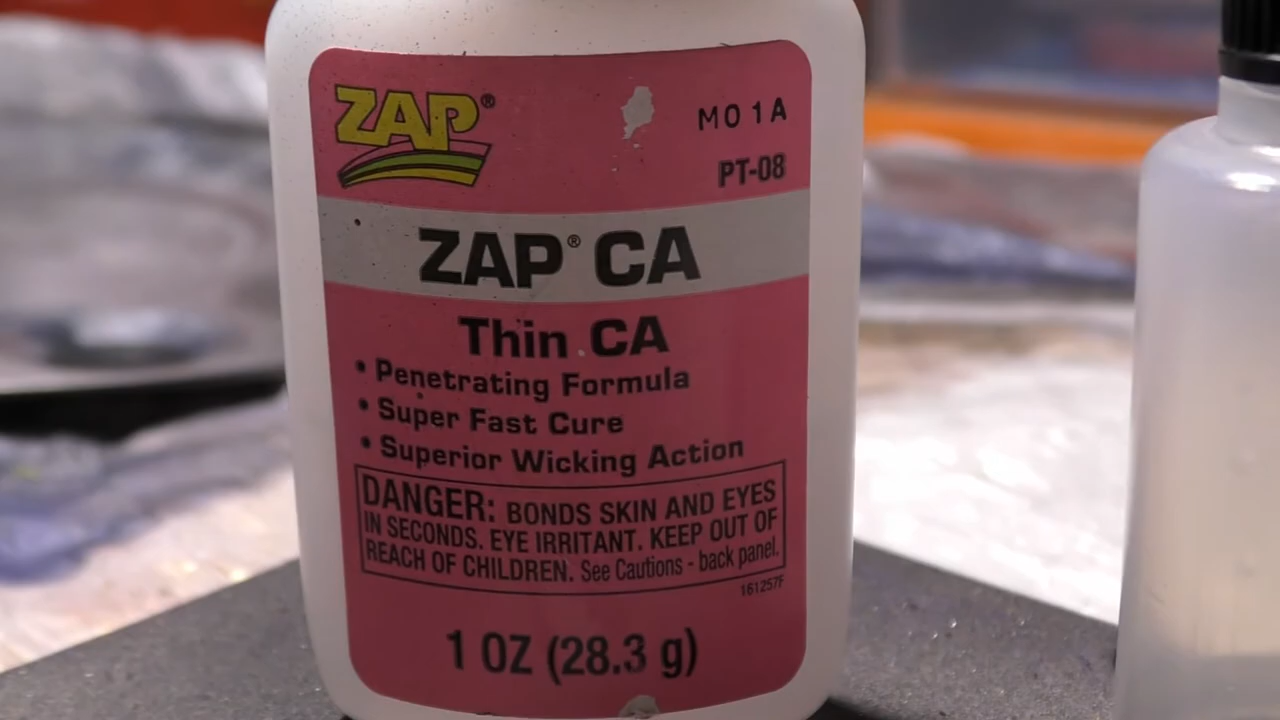 ZAP®
M01A
PT-08
ZAP® CA
Thin CA
• Penetrating Formula
• Super Fast Cure
• Superior Wicking Action
DANGER: BONDS SKIN AND EYES
IN SECONDS. EYE IRRITANT. KEEP OUT OF
REACH OF CHILDREN. See Cautions - back panel.
161257F
1 OZ (28.3 g)